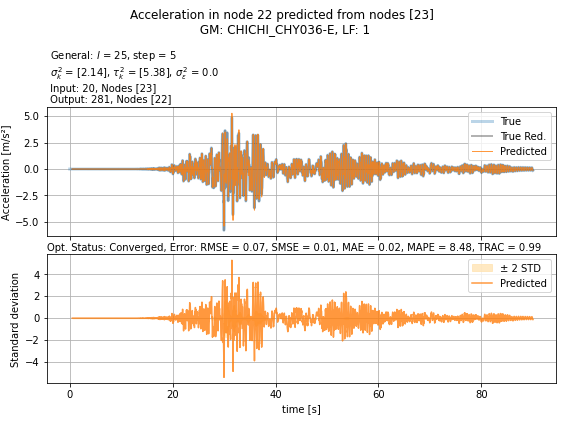 Acceleration in node 22 predicted from nodes [23]
GM: CHICHI_CHY036-E, LF: 1
General: l = 25, step = 5
σ²ₖ = [2.14], τ²ₖ = [5.38], σ²ε = 0.0
Input: 20, Nodes [23]
Output: 281, Nodes [22]
Acceleration [m/s²]
5.0
2.5
0.0
−2.5
−5.0
True
True Red.
Predicted
Opt. Status: Converged, Error: RMSE = 0.07, SMSE = 0.01, MAE = 0.02, MAPE = 8.48, TRAC = 0.99
Standard deviation
4
2
0
−2
−4
± 2 STD
Predicted
0 20 40 60 80
time [s]